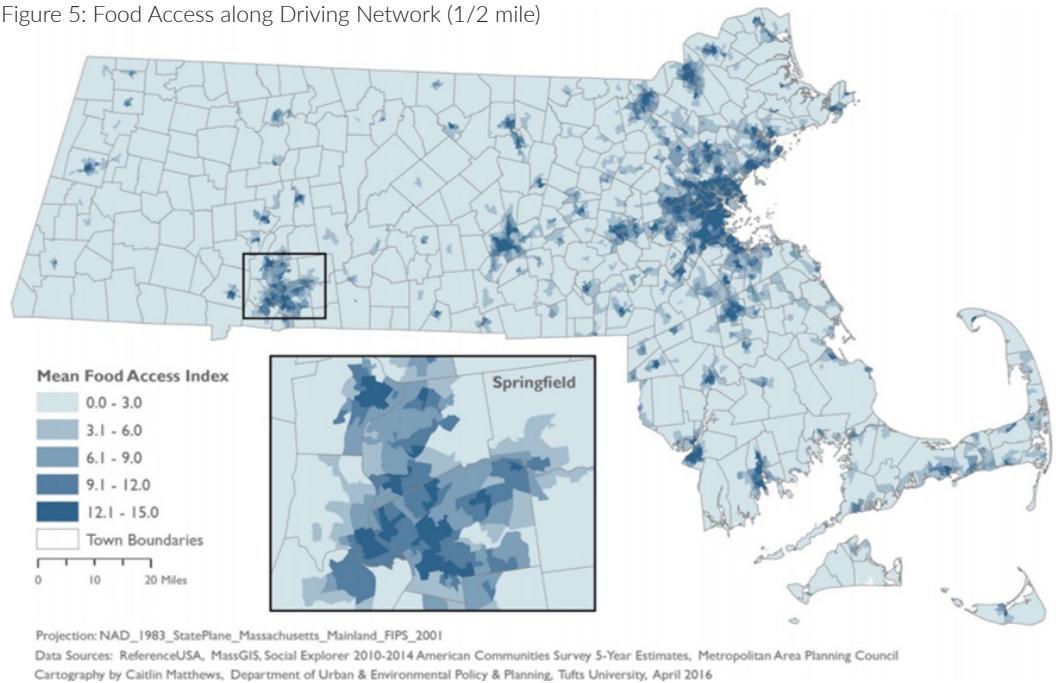 Figure 5: Food Access along Driving Network (1/2 mile)
Springfield
Mean Food Access Index
0.0 - 3.0
3.1 - 6.0
6.1 - 9.0
9.1 - 12.0
12.1 - 15.0
Town Boundaries
0 10 20 Miles
Projection: NAD_1983_StatePlane_Massachusetts_Mainland_FIPS_2001
Data Sources: ReferenceUSA, MassGIS, Social Explorer 2010-2014 American Communities Survey 5-Year Estimates, Metropolitan Area Planning Council
Cartography by Caitlin Matthews, Department of Urban & Environmental Policy & Planning, Tufts University, April 2016